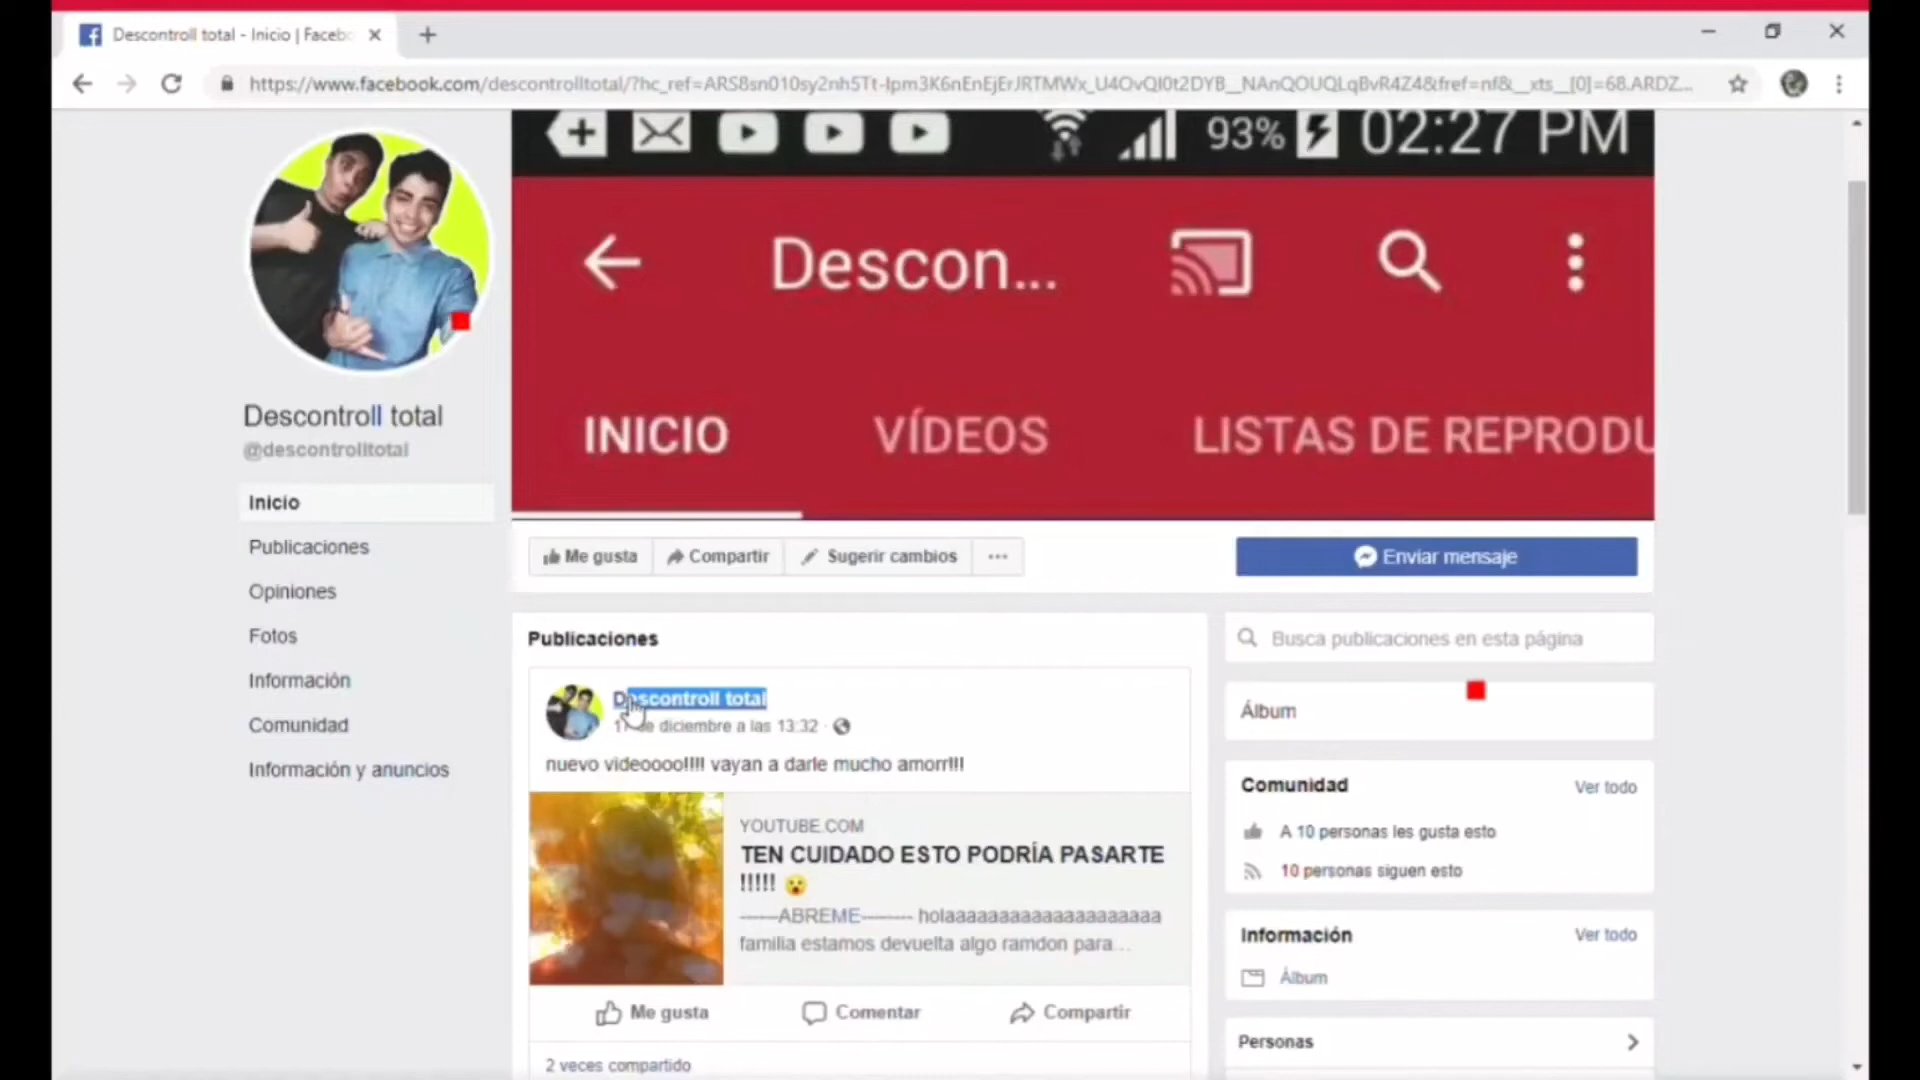 Descontroll total - Inicio | Facebo
https://www.facebook.com/descontrolltotal/?hc_ref=ARS8sn010sy2nh5Tt-Ipm3K6nEnEjErJRTMWx_U4OvQI0t2DYB__NAnQOUQLqBvR4Z4&fref=nf&__xts__[0]=68.ARDZ...
93% 02:27 PM
Descon...
INICIO VÍDEOS LISTAS DE REPRODU
Descontroll total
@descontrolltotal
Inicio
Publicaciones
Opiniones
Fotos
Información
Comunidad
Información y anuncios
Me gusta Compartir Sugerir cambios ...
Enviar mensaje
Publicaciones
Descontroll total
de diciembre a las 13:32 ·
nuevo videoooo!!!! vayan a darle mucho amorr!!!
YOUTUBE.COM
TEN CUIDADO ESTO PODRÍA PASARTE
!!!!! 😮
------ABREME-------- holaaaaaaaaaaaaaaaaaaa
familia estamos devuelta algo ramdon para...
Me gusta Comentar Compartir
2 veces compartido
Busca publicaciones en esta página
Álbum
Comunidad Ver todo
A 10 personas les gusta esto
10 personas siguen esto
Información Ver todo
Álbum
Personas